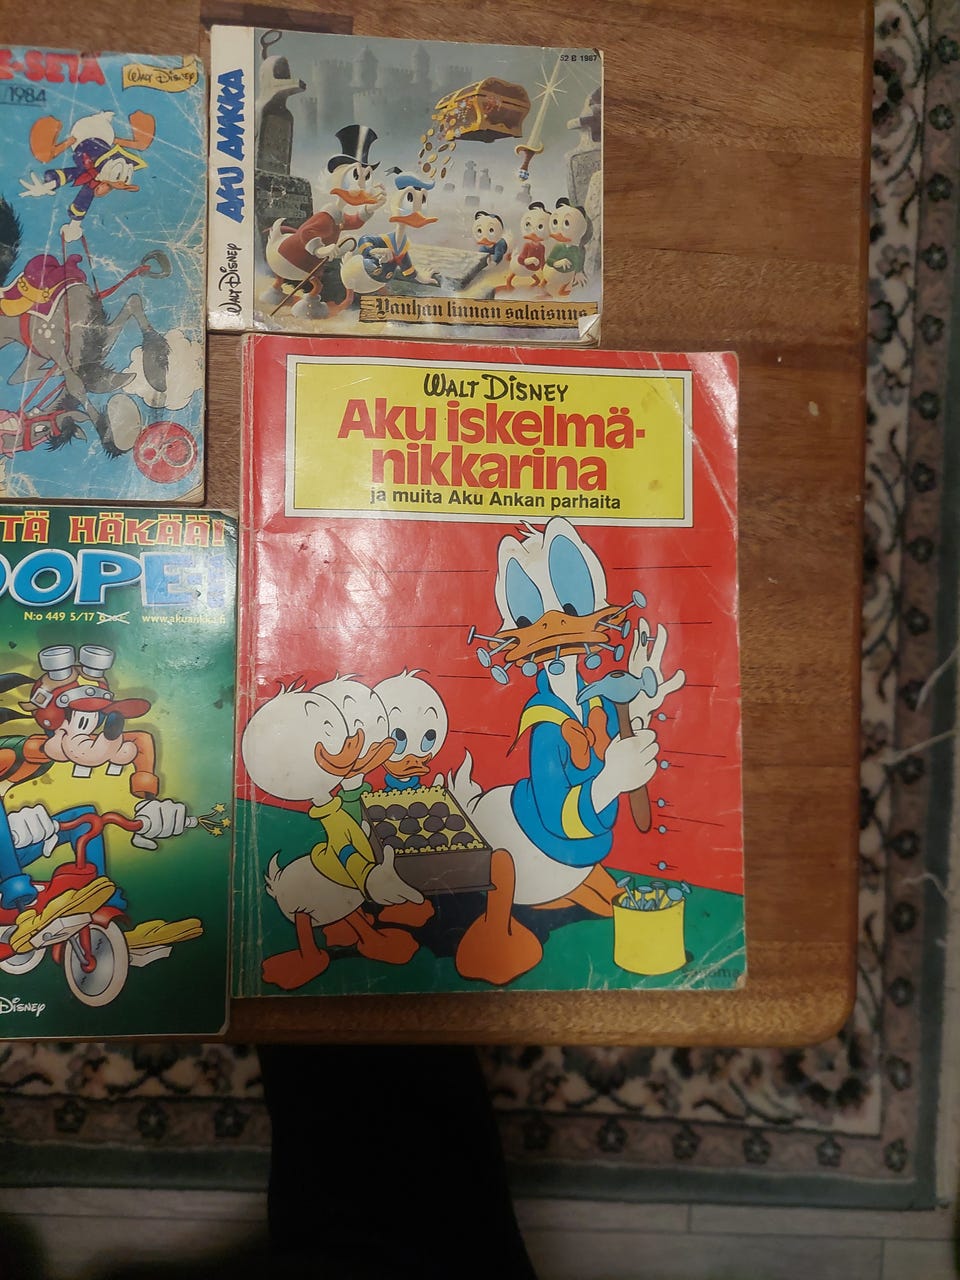 E-SETÄ
WALT DISNEY
1984
WALT DISNEY AKU ANKKA
52 B 1987
Vanhan linnan salaisuus
WALT DISNEY
Aku iskelmä-
nikkarina
ja muita Aku Ankan parhaita
TÄ HÄKÄÄ!
OOPE!
N:o 449 5/17 www.akuankka.fi
DISNEY